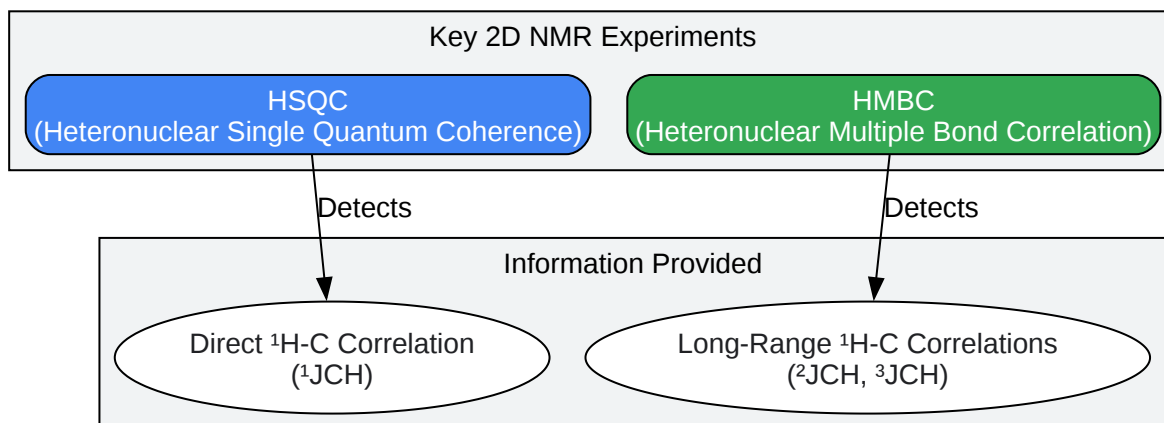 Key 2D NMR Experiments
HSQC
(Heteronuclear Single Quantum Coherence)
HMBC
(Heteronuclear Multiple Bond Correlation)
Detects
Detects
Information Provided
Direct ¹H-C Correlation
(¹JCH)
Long-Range ¹H-C Correlations
(²JCH, ³JCH)